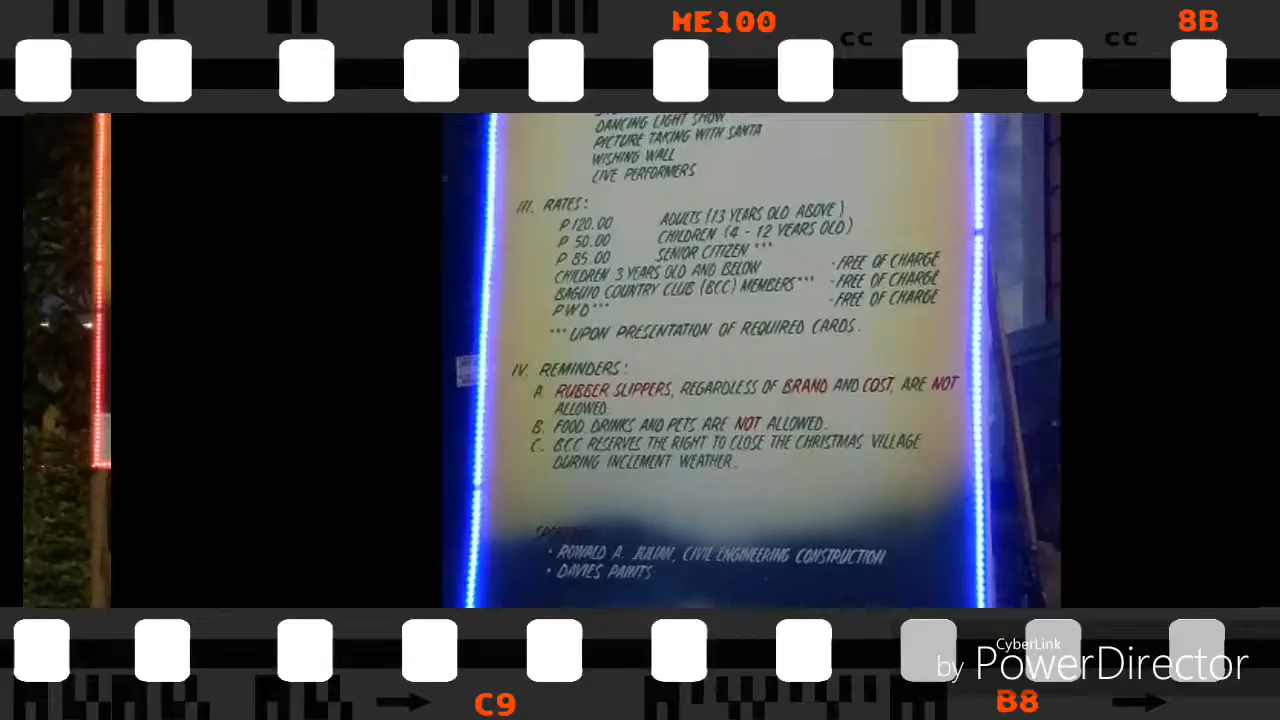 ME100
8B
CC
CC
DANCING LIGHT SHOW
PICTURE TAKING WITH SANTA
WISHING WALL
LIVE PERFORMERS
III. RATES:
P 120.00 ADULTS (13 YEARS OLD ABOVE)
P 50.00 CHILDREN (4 - 12 YEARS OLD)
P 85.00 SENIOR CITIZEN ***
CHILDREN 3 YEARS OLD AND BELOW - FREE OF CHARGE
BAGUIO COUNTRY CLUB (BCC) MEMBERS*** - FREE OF CHARGE
PWD*** - FREE OF CHARGE
*** UPON PRESENTATION OF REQUIRED CARDS.
IV. REMINDERS:
A. RUBBER SLIPPERS, REGARDLESS OF BRAND AND COST, ARE NOT
ALLOWED.
B. FOOD DRINKS AND PETS ARE NOT ALLOWED.
C. BCC RESERVES THE RIGHT TO CLOSE THE CHRISTMAS VILLAGE
DURING INCLEMENT WEATHER.
• ROWALD A. JULIAN, CIVIL ENGINEERING CONSTRUCTION
• DAVIES PAINTS
CyberLink
by PowerDirector
C9
B8